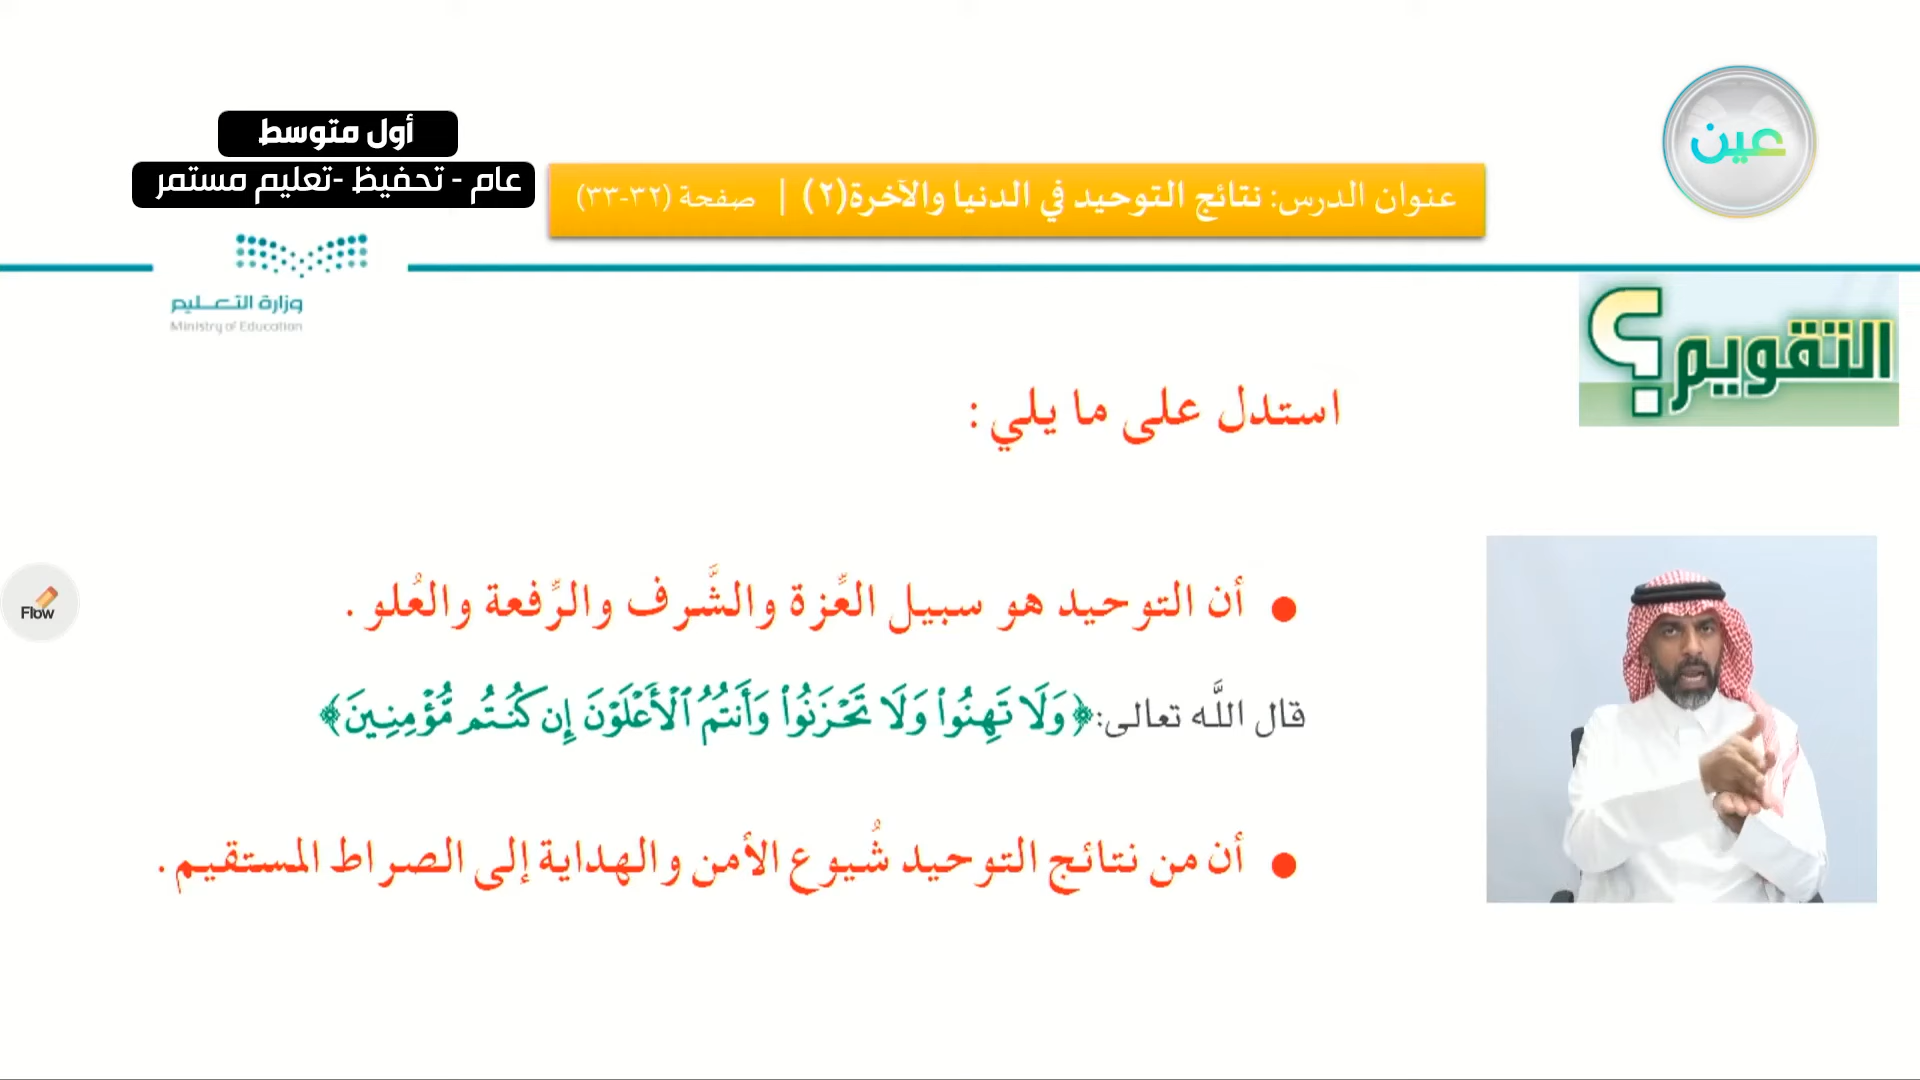 عين
أول متوسط
عام - تحفيظ -تعليم مستمر
عنوان الدرس: نتائج التوحيد في الدنيا والآخرة(٢) | صفحة (٣٢-٣٣)
وزارة التعـــليم
Ministry of Education
التقويم؟
استدل على ما يلي :
● أن التوحيد هو سبيل العِّزة والشَّرف والرِّفعة والعُلو .
قال اللَّه تعالى:﴿وَلَا تَهِنُوا۟ وَلَا تَحْزَنُوا۟ وَأَنتُمُ ٱلْأَعْلَوْنَ إِن كُنتُم مُّؤْمِنِينَ﴾
● أن من نتائج التوحيد شُيوع الأمن والهداية إلى الصراط المستقيم .
Flow